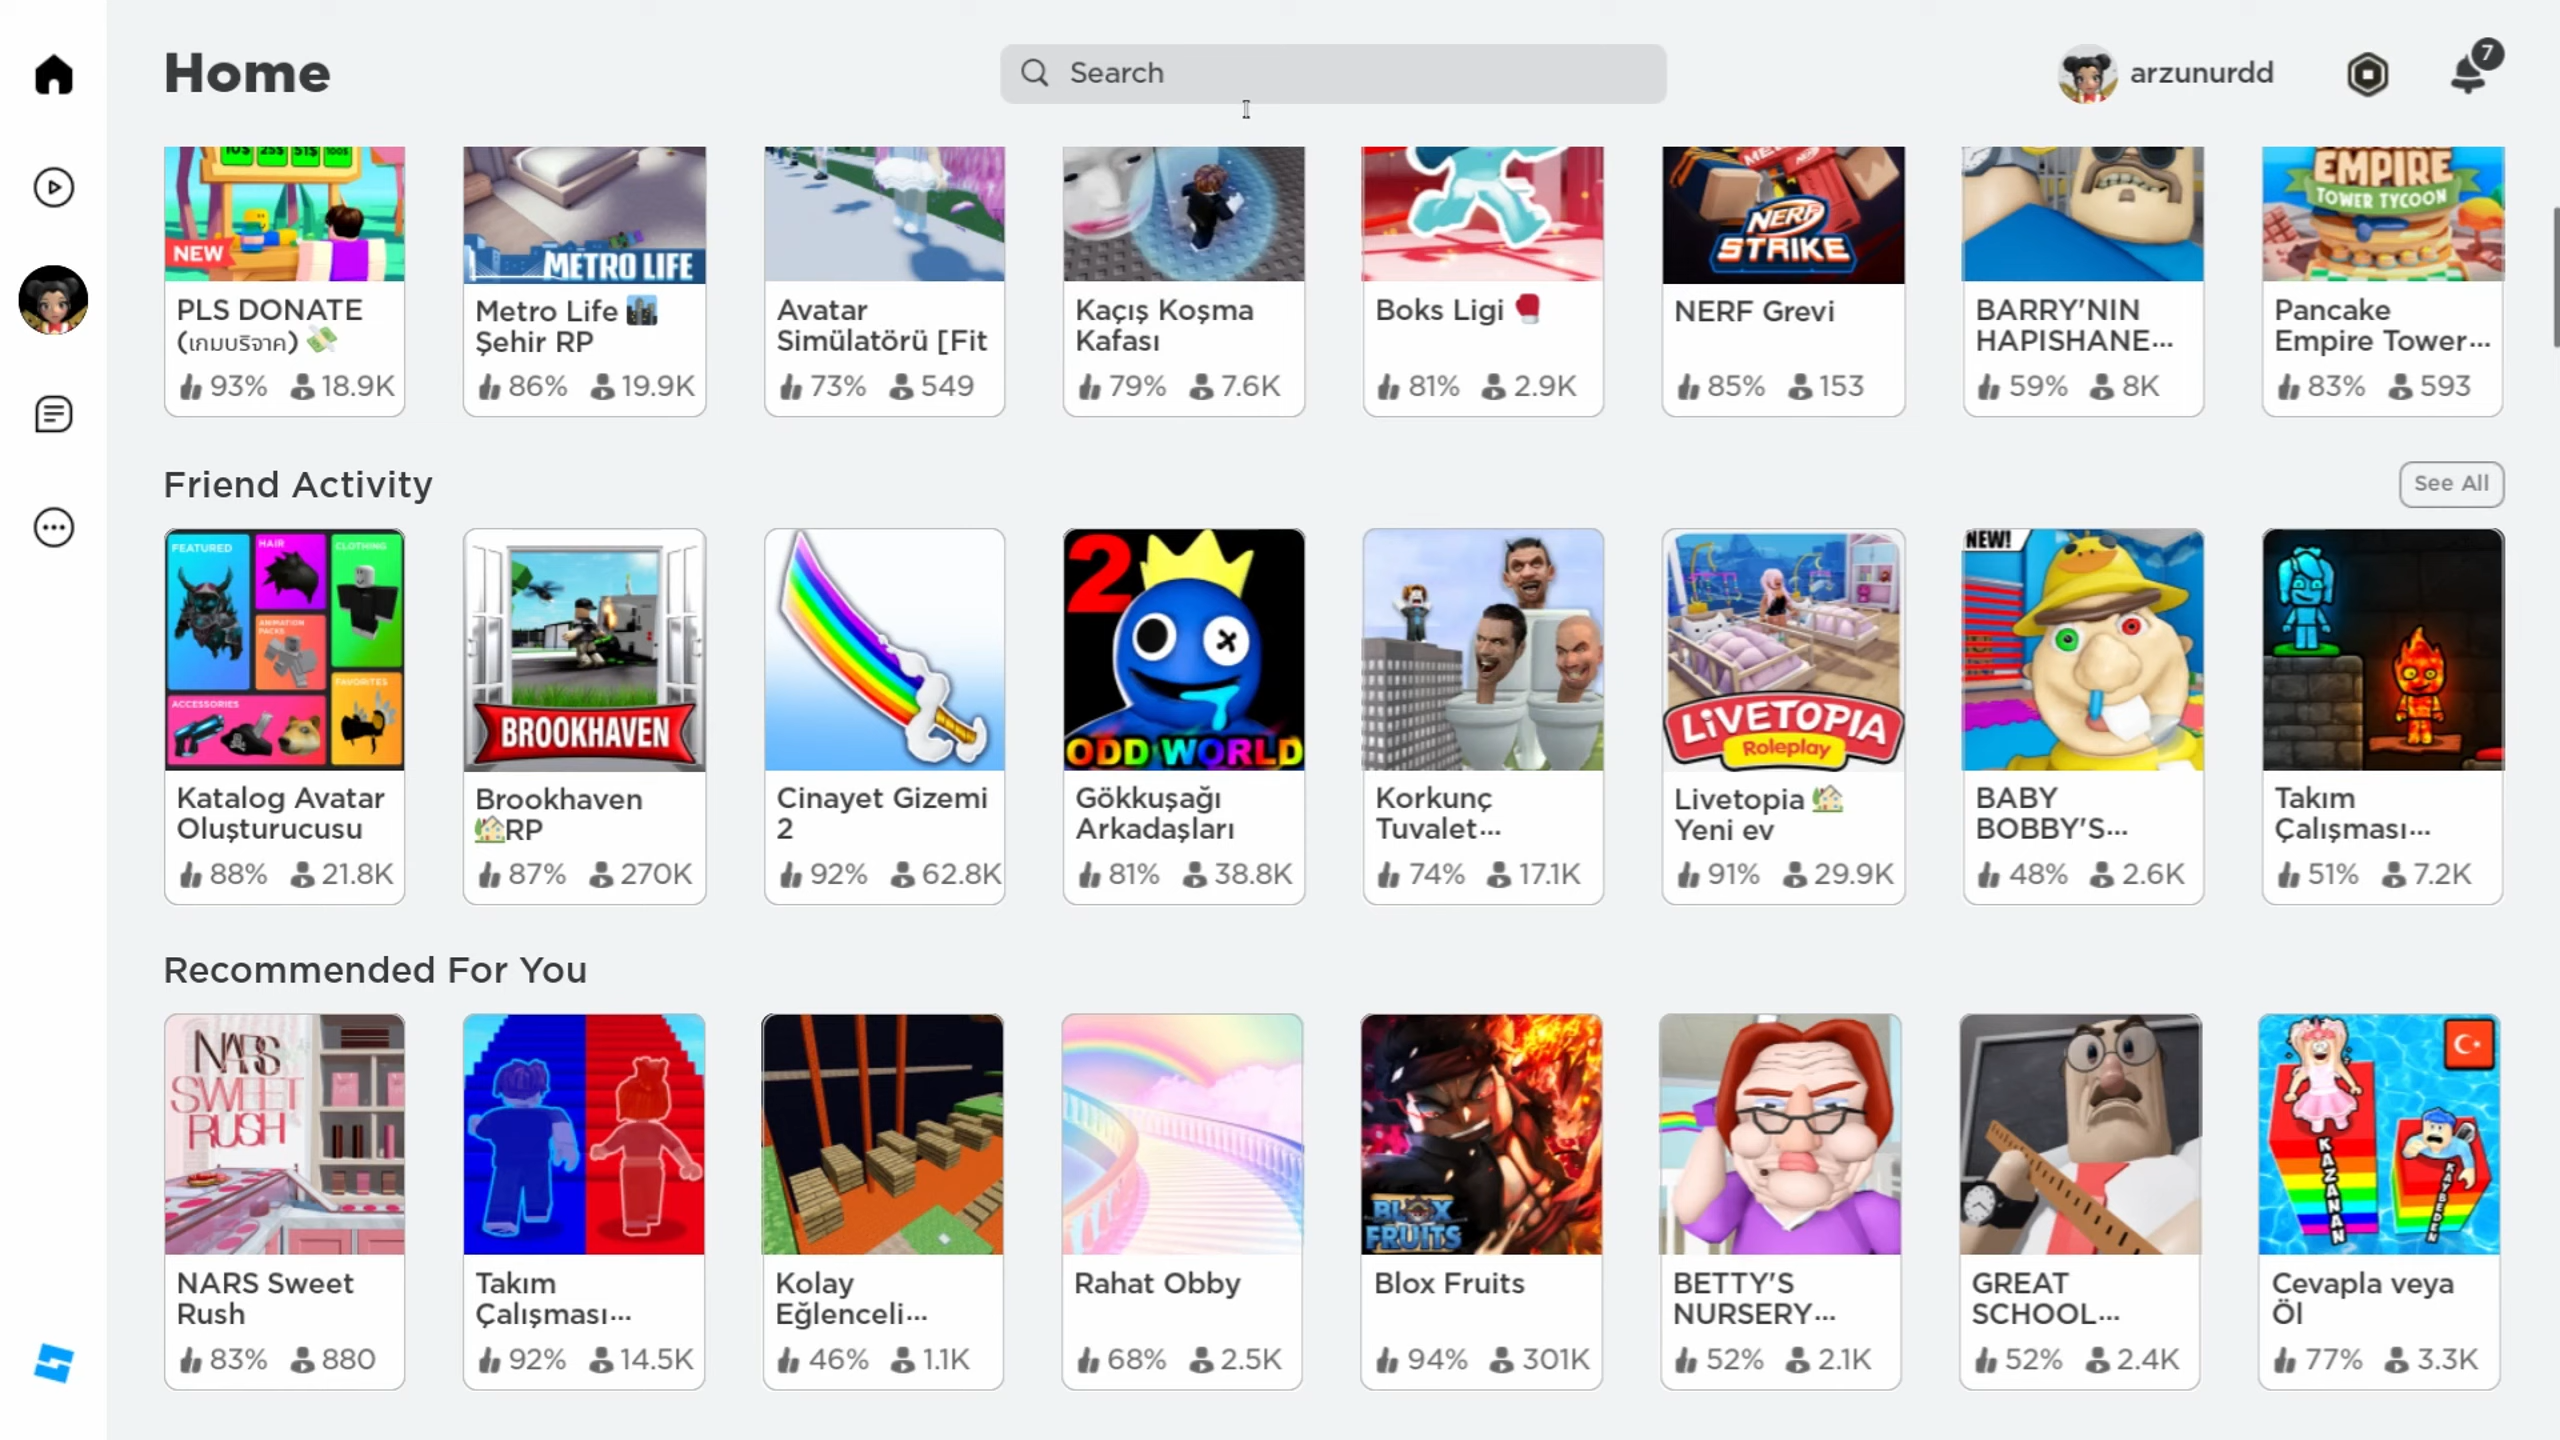 Home
Search
arzunurdd
7
10$ 25$ 51$ 100$
NEW
METRO LIFE
NERF
STRIKE
EMPIRE
TOWER TYCOON
PLS DONATE
(เกมบริจาค) 💸
93% 18.9K
Metro Life 🏙️
Şehir RP
86% 19.9K
Avatar
Simülatörü [Fit
73% 549
Kaçış Koşma
Kafası
79% 7.6K
Boks Ligi 🥊
81% 2.9K
NERF Grevi
85% 153
BARRY'NIN
HAPISHANE...
59% 8K
Pancake
Empire Tower...
83% 593
Friend Activity
See All
FEATURED
HAIR
CLOTHING
ANIMATION
PACKS
FAVORITES
ACCESSORIES
BROOKHAVEN
2
ODD WORLD
LIVETOPIA
Roleplay
NEW!
Katalog Avatar
Oluşturucusu
88% 21.8K
Brookhaven
🏡RP
87% 270K
Cinayet Gizemi
2
92% 62.8K
Gökkuşağı
Arkadaşları
81% 38.8K
Korkunç
Tuvalet...
74% 17.1K
Livetopia 🏡
Yeni ev
91% 29.9K
BABY
BOBBY'S...
48% 2.6K
Takım
Çalışması...
51% 7.2K
Recommended For You
NARS
SWEET
RUSH
BLOX
FRUITS
KAZANAN
KAYBEDEN
NARS Sweet
Rush
83% 880
Takım
Çalışması...
92% 14.5K
Kolay
Eğlenceli...
46% 1.1K
Rahat Obby
68% 2.5K
Blox Fruits
94% 301K
BETTY'S
NURSERY...
52% 2.1K
GREAT
SCHOOL...
52% 2.4K
Cevapla veya
Öl
77% 3.3K